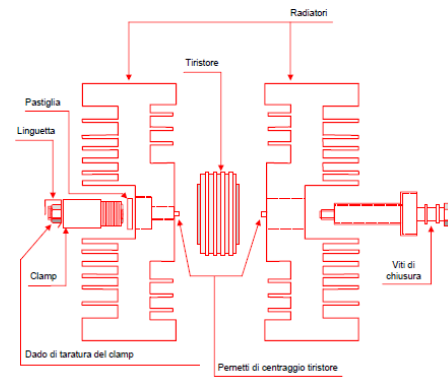 Radiatori
Tiristore
Pastiglia
Linguetta
Clamp
Viti di
chiusura
Dado di taratura del clamp
Pernetti di centraggio tiristore